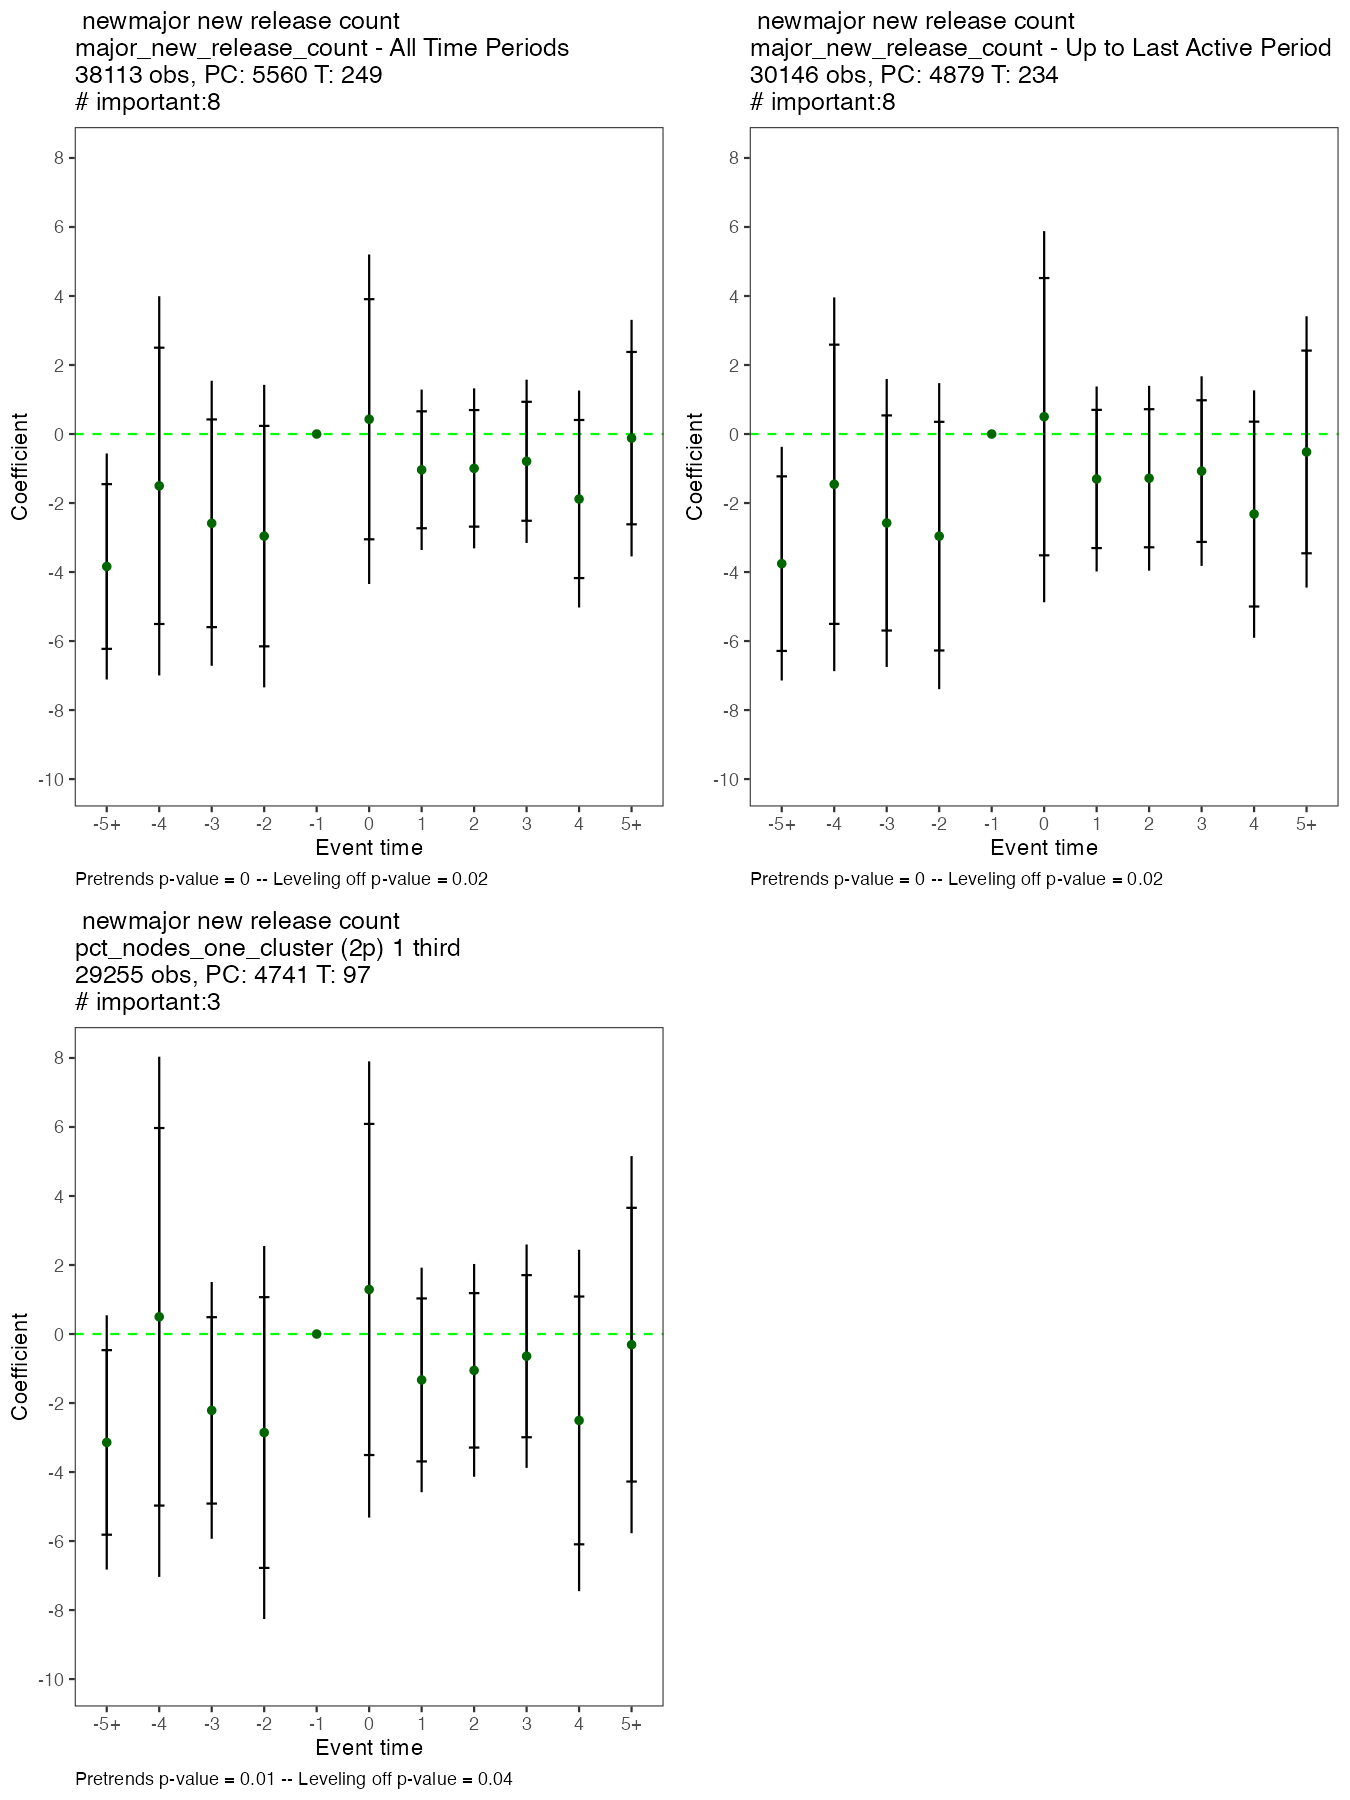 newmajor new release count
major_new_release_count - All Time Periods
38113 obs, PC: 5560 T: 249
# important:8
8
6
4
2
0
-2
-4
-6
-8
-10
Coefficient
-5+ -4 -3 -2 -1 0 1 2 3 4 5+
Event time
Pretrends p-value = 0 -- Leveling off p-value = 0.02
newmajor new release count
major_new_release_count - Up to Last Active Period
30146 obs, PC: 4879 T: 234
# important:8
8
6
4
2
0
-2
-4
-6
-8
-10
Coefficient
-5+ -4 -3 -2 -1 0 1 2 3 4 5+
Event time
Pretrends p-value = 0 -- Leveling off p-value = 0.02
newmajor new release count
pct_nodes_one_cluster (2p) 1 third
29255 obs, PC: 4741 T: 97
# important:3
8
6
4
2
0
-2
-4
-6
-8
-10
Coefficient
-5+ -4 -3 -2 -1 0 1 2 3 4 5+
Event time
Pretrends p-value = 0.01 -- Leveling off p-value = 0.04